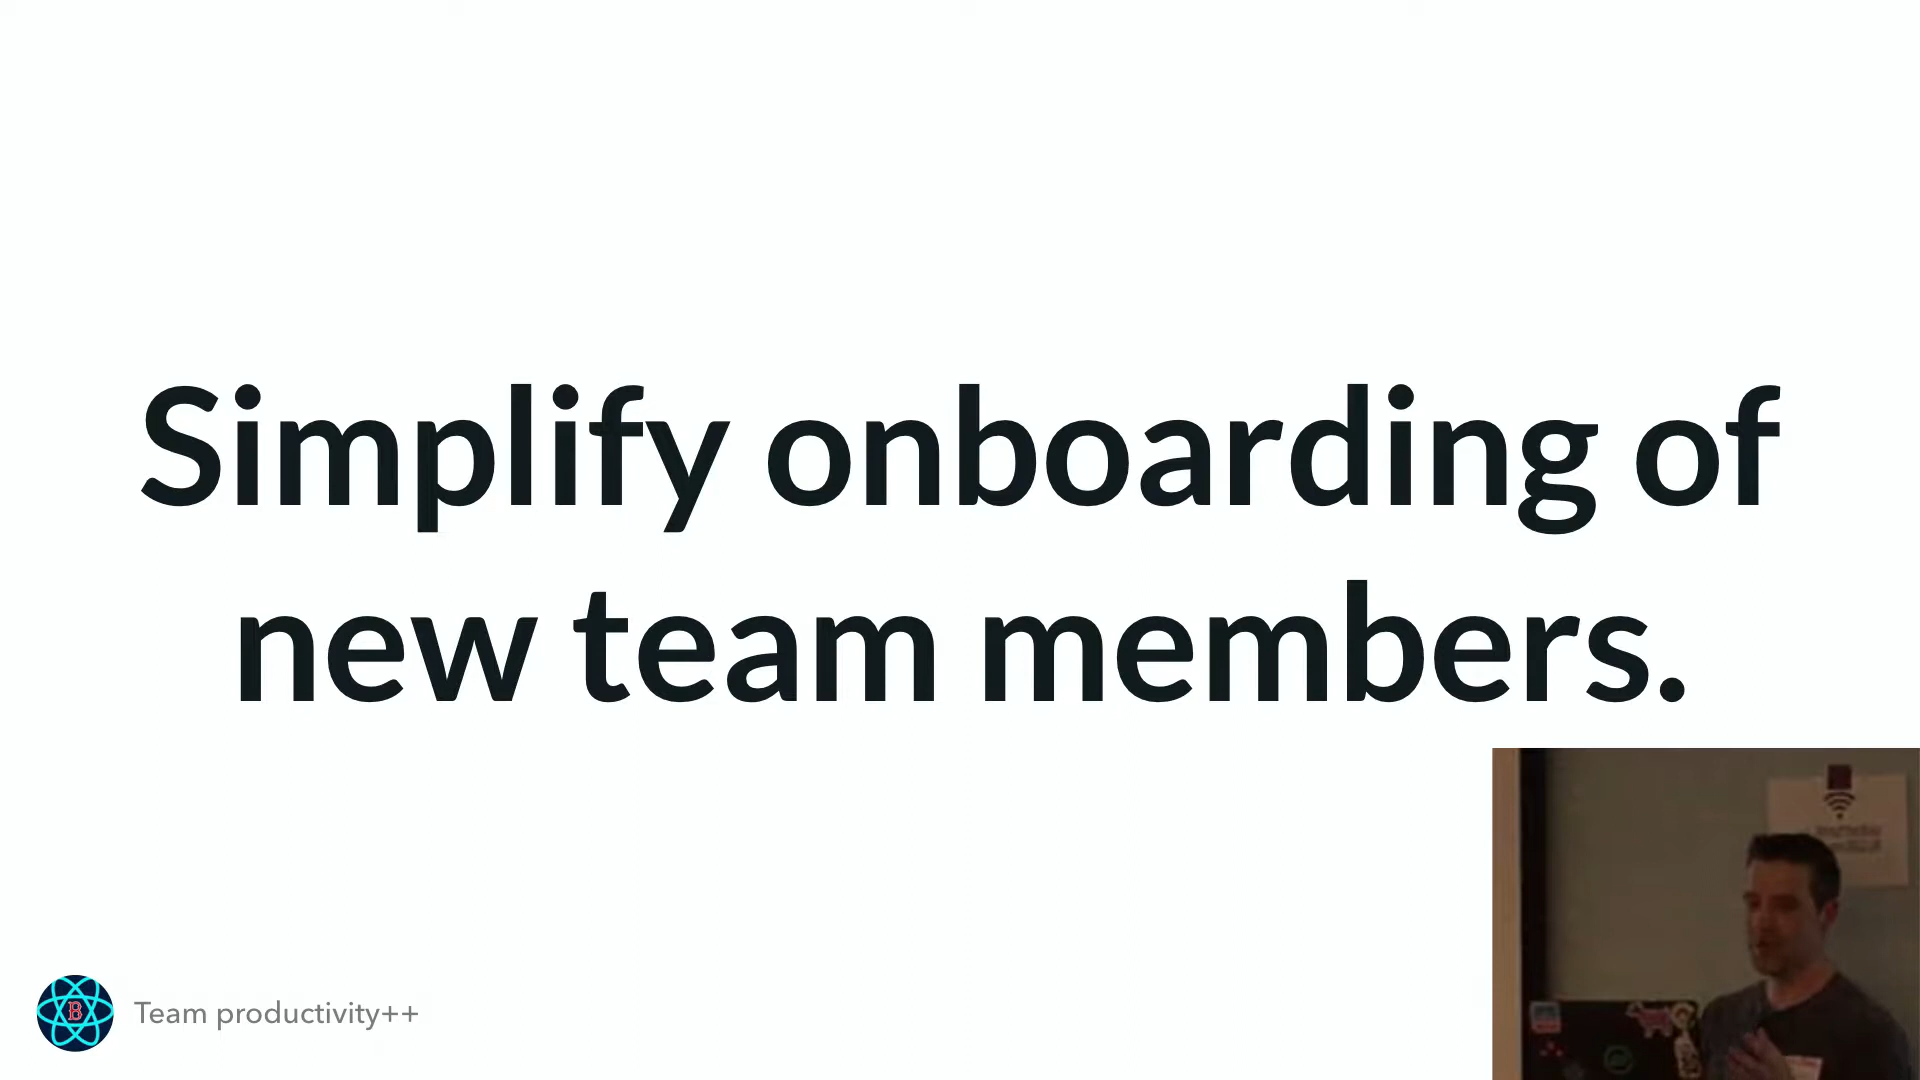 Simplify onboarding of
new team members.
B
Team productivity++